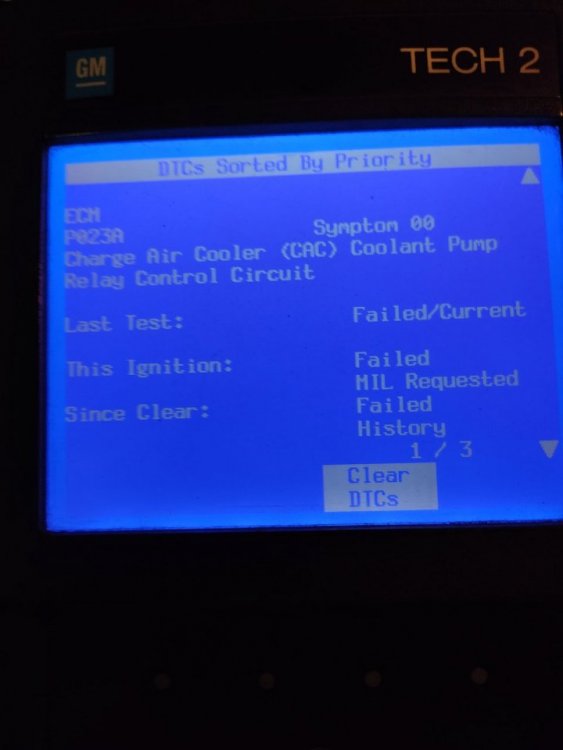 GM
TECH 2
DTCs Sorted By Priority
ECM
P023A Symptom 00
Charge Air Cooler (CAC) Coolant Pump
Relay Control Circuit
Last Test: Failed/Current
This Ignition: Failed
MIL Requested
Since Clear: Failed
History
1 / 3
Clear
DTCs